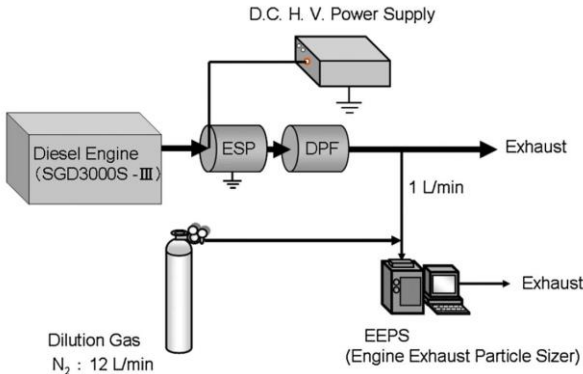 D.C. H. V. Power Supply
Diesel Engine
(SGD3000S -Ⅲ)
ESP
DPF
Exhaust
1 L/min
Exhaust
Dilution Gas
N₂ : 12 L/min
EEPS
(Engine Exhaust Particle Sizer)